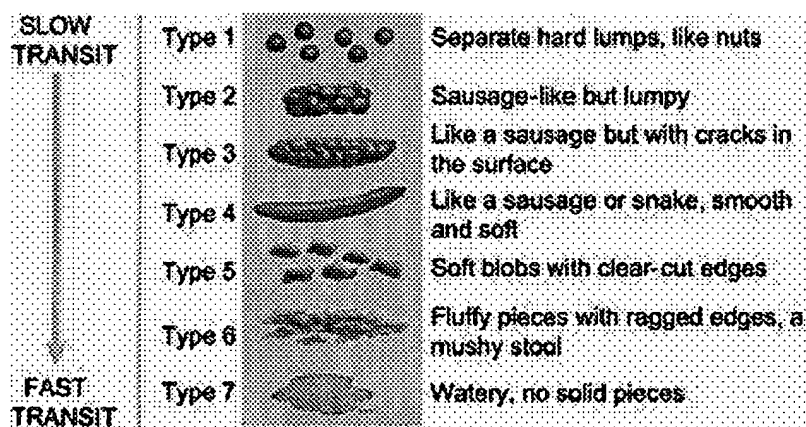 SLOW
TRANSIT
Type 1
Separate hard lumps, like nuts
Type 2
Sausage-like but lumpy
Type 3
Like a sausage but with cracks in
the surface
Type 4
Like a sausage or snake, smooth
and soft
Type 5
Soft blobs with clear-cut edges
Type 6
Fluffy pieces with ragged edges, a
mushy stool
Type 7
Watery, no solid pieces
FAST
TRANSIT